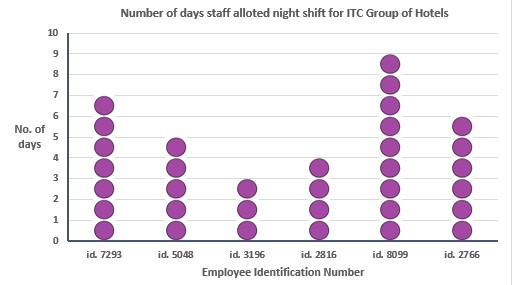 Number of days staff alloted night shift for ITC Group of Hotels
10
9
8
7
6
No. of
days
5
4
3
2
1
0
id. 7293 id. 5048 id. 3196 id. 2816 id. 8099 id. 2766
Employee Identification Number